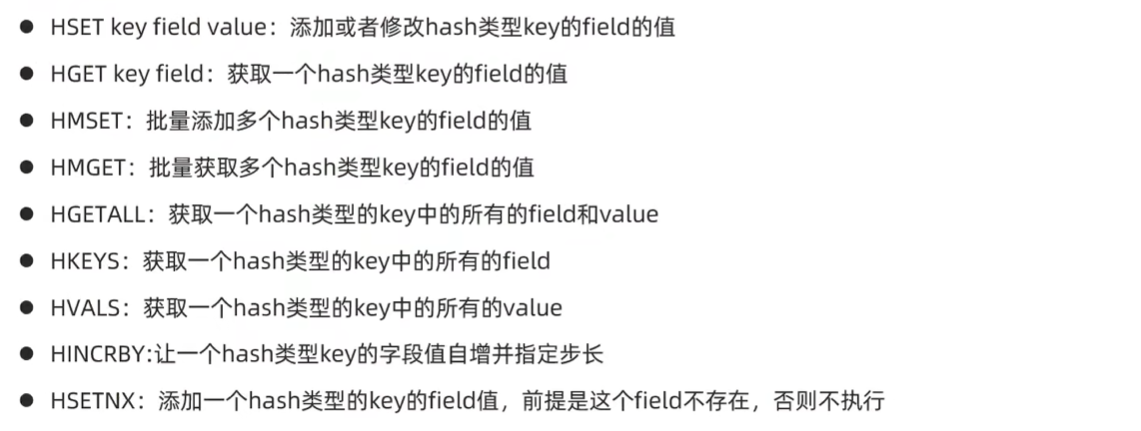 ● HSET key field value：添加或者修改hash类型key的field的值
● HGET key field：获取一个hash类型key的field的值
● HMSET：批量添加多个hash类型key的field的值
● HMGET：批量获取多个hash类型key的field的值
● HGETALL：获取一个hash类型的key中的所有的field和value
● HKEYS：获取一个hash类型的key中的所有的field
● HVALS：获取一个hash类型的key中的所有的value
● HINCRBY:让一个hash类型key的字段值自增并指定步长
● HSETNX：添加一个hash类型的key的field值，前提是这个field不存在，否则不执行